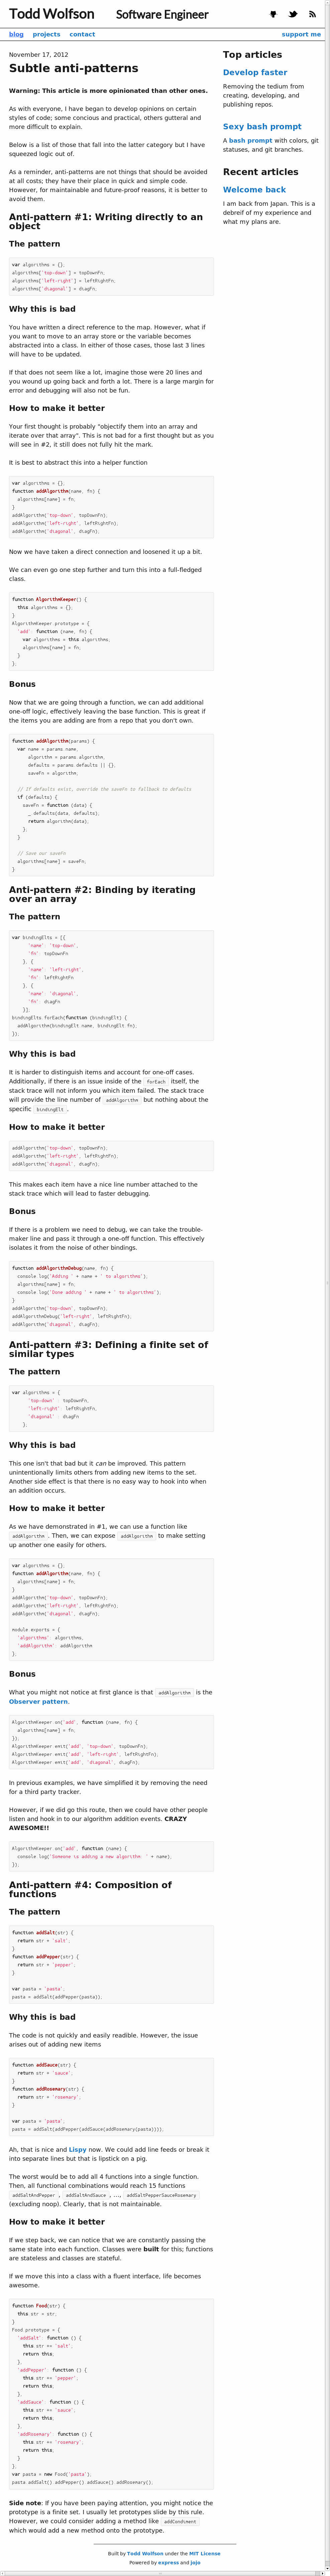 Todd Wolfson
Software Engineer
blog projects contact
support me
November 17, 2012
Subtle anti-patterns
Warning: This article is more opinionated than other ones.
As with everyone, I have began to develop opinions on certain
styles of code; some concious and practical, others gutteral and
more difficult to explain.
Below is a list of those that fall into the latter category but I have
squeezed logic out of.
As a reminder, anti-patterns are not things that should be avoided
at all costs; they have their place in quick and simple code.
However, for maintainable and future-proof reasons, it is better to
avoid them.
Anti-pattern #1: Writing directly to an
object
The pattern
var algorithms = {};
algorithms['top-down'] = topDownFn;
algorithms['left-right'] = leftRightFn;
algorithms['diagonal'] = diagFn;
Why this is bad
You have written a direct reference to the map. However, what if
you want to move to an array store or the variable becomes
abstracted into a class. In either of those cases, those last 3 lines
will have to be updated.
If that does not seem like a lot, imagine those were 20 lines and
you wound up going back and forth a lot. There is a large margin for
error and debugging will also not be fun.
How to make it better
Your first thought is probably "objectify them into an array and
iterate over that array". This is not bad for a first thought but as you
will see in #2, it still does not fully hit the mark.
It is best to abstract this into a helper function
var algorithms = {};
function addAlgorithm(name, fn) {
algorithms[name] = fn;
}
addAlgorithm('top-down', topDownFn);
addAlgorithm('left-right', leftRightFn);
addAlgorithm('diagonal', diagFn);
Now we have taken a direct connection and loosened it up a bit.
We can even go one step further and turn this into a full-fledged
class.
function AlgorithmKeeper() {
this.algorithms = {};
}
AlgorithmKeeper.prototype = {
'add': function (name, fn) {
var algorithms = this.algorithms;
algorithms[name] = fn;
}
};
Bonus
Now that we are going through a function, we can add additional
one-off logic, effectively leaving the base function. This is great if
the items you are adding are from a repo that you don't own.
function addAlgorithm(params) {
var name = params.name,
algorithm = params.algorithm,
defaults = params.defaults || {},
saveFn = algorithm;
// If defaults exist, override the saveFn to fallback to defaults
if (defaults) {
saveFn = function (data) {
_.defaults(data, defaults);
return algorithm(data);
};
}
// Save our saveFn
algorithms[name] = saveFn;
}
Anti-pattern #2: Binding by iterating
over an array
The pattern
var bindingElts = [{
'name': 'top-down',
'fn': topDownFn
}, {
'name': 'left-right',
'fn': leftRightFn
}, {
'name': 'diagonal',
'fn': diagFn
}];
bindingElts.forEach(function (bindingElt) {
addAlgorithm(bindingElt.name, bindingElt.fn);
});
Why this is bad
It is harder to distinguish items and account for one-off cases.
Additionally, if there is an issue inside of the forEach itself, the
stack trace will not inform you which item failed. The stack trace
will provide the line number of addAlgorithm but nothing about the
specific bindingElt.
How to make it better
addAlgorithm('top-down', topDownFn);
addAlgorithm('left-right', leftRightFn);
addAlgorithm('diagonal', diagFn);
This makes each item have a nice line number attached to the
stack trace which will lead to faster debugging.
Bonus
If there is a problem we need to debug, we can take the trouble-
maker line and pass it through a one-off function. This effectively
isolates it from the noise of other bindings.
function addAlgorithmDebug(name, fn) {
console.log('Adding ' + name + ' to algorithms');
algorithms[name] = fn;
console.log('Done adding ' + name + ' to algorithms');
}
addAlgorithm('top-down', topDownFn);
addAlgorithmDebug('left-right', leftRightFn);
addAlgorithm('diagonal', diagFn);
Anti-pattern #3: Defining a finite set of
similar types
The pattern
var algorithms = {
'top-down': topDownFn,
'left-right': leftRightFn,
'diagonal': diagFn
};
Why this is bad
This one isn't that bad but it can be improved. This pattern
unintentionally limits others from adding new items to the set.
Another side effect is that there is no easy way to hook into when
an addition occurs.
How to make it better
As we have demonstrated in #1, we can use a function like
addAlgorithm. Then, we can expose addAlgorithm to make setting
up another one easily for others.
var algorithms = {};
function addAlgorithm(name, fn) {
algorithms[name] = fn;
}
addAlgorithm('top-down', topDownFn);
addAlgorithm('left-right', leftRightFn);
addAlgorithm('diagonal', diagFn);
module.exports = {
'algorithms': algorithms,
'addAlgorithm': addAlgorithm
};
Bonus
What you might not notice at first glance is that addAlgorithm is the
Observer pattern.
AlgorithmKeeper.on('add', function (name, fn) {
algorithms[name] = fn;
});
AlgorithmKeeper.emit('add', 'top-down', topDownFn);
AlgorithmKeeper.emit('add', 'left-right', leftRightFn);
AlgorithmKeeper.emit('add', 'diagonal', diagFn);
In previous examples, we have simplified it by removing the need
for a third party tracker.
However, if we did go this route, then we could have other people
listen and hook in to our algorithm addition events. CRAZY
AWESOME!!
AlgorithmKeeper.on('add', function (name) {
console.log('Someone is adding a new algorithm: ' + name);
});
Anti-pattern #4: Composition of
functions
The pattern
function addSalt(str) {
return str + 'salt';
}
function addPepper(str) {
return str + 'pepper';
}
var pasta = 'pasta';
pasta = addSalt(addPepper(pasta));
Why this is bad
The code is not quickly and easily readible. However, the issue
arises out of adding new items
function addSauce(str) {
return str + 'sauce';
}
function addRosemary(str) {
return str + 'rosemary';
}
var pasta = 'pasta';
pasta = addSalt(addPepper(addSauce(addRosemary(pasta))));
Ah, that is nice and Lispy now. We could add line feeds or break it
into separate lines but that is lipstick on a pig.
The worst would be to add all 4 functions into a single function.
Then, all functional combinations would reach 15 functions
addSaltAndPepper, addSaltAndSauce, ..., addSaltPepperSauceRosemary
(excluding noop). Clearly, that is not maintainable.
How to make it better
If we step back, we can notice that we are constantly passing the
same state into each function. Classes were built for this; functions
are stateless and classes are stateful.
If we move this into a class with a fluent interface, life becomes
awesome.
function Food(str) {
this.str = str;
}
Food.prototype = {
'addSalt': function () {
this.str += 'salt';
return this;
},
'addPepper': function () {
this.str += 'pepper';
return this;
},
'addSauce': function () {
this.str += 'sauce';
return this;
},
'addRosemary': function () {
this.str += 'rosemary';
return this;
}
};
var pasta = new Food('pasta');
pasta.addSalt().addPepper().addSauce().addRosemary();
Side note: If you have been paying attention, you might notice the
prototype is a finite set. I usually let prototypes slide by this rule.
However, we could consider adding a method like addCondiment
which would add a new method onto the prototype.
Top articles
Develop faster
Removing the tedium from
creating, developing, and
publishing repos.
Sexy bash prompt
A bash prompt with colors, git
statuses, and git branches.
Recent articles
Welcome back
I am back from Japan. This is a
debreif of my experience and
what my plans are.
Built by Todd Wolfson under the MIT License
Powered by express and jojo